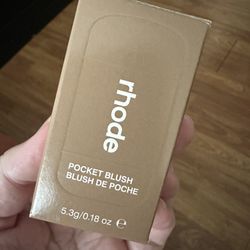 rhode
POCKET BLUSH
BLUSH DE POCHE
5.3g/0.18 oz ℮